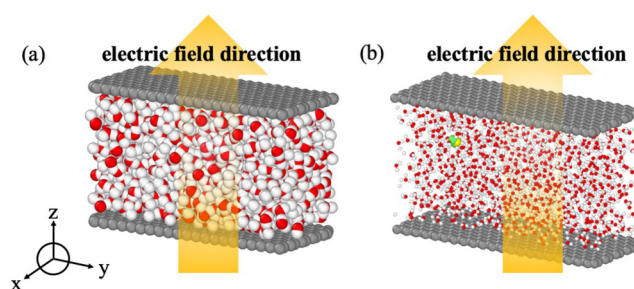 (a)
electric field direction
(b)
electric field direction
z
x
y